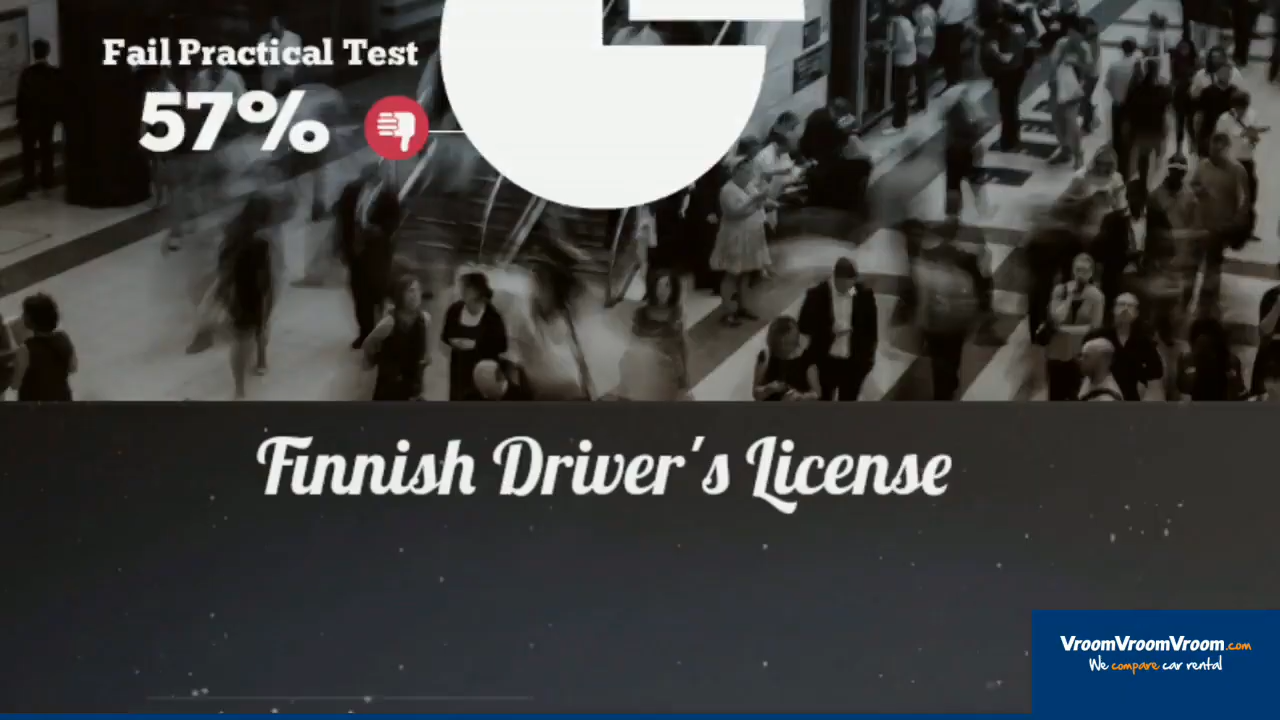 Fail Practical Test
57%
Finnish Driver's License
VroomVroomVroom.com
We compare car rental